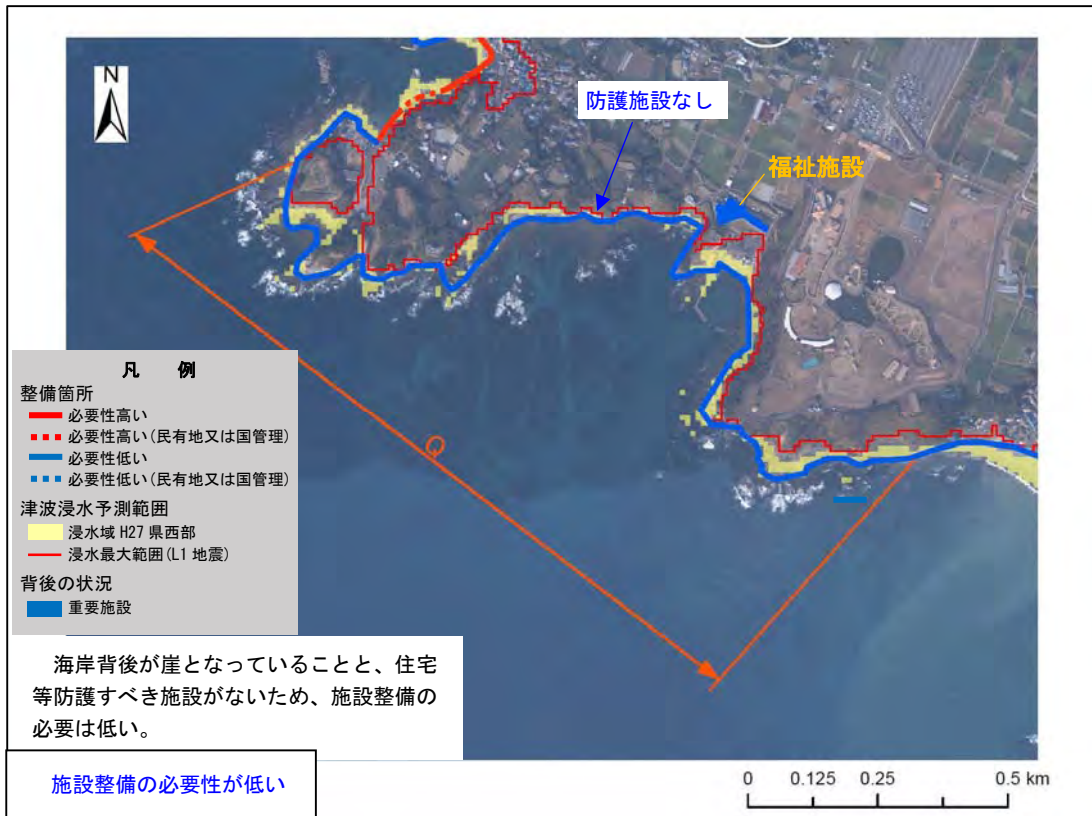 N
防護施設なし
福祉施設
Q
凡 例
整備箇所
必要性高い
必要性高い(民有地又は国管理)
必要性低い
必要性低い(民有地又は国管理)
津波浸水予測範囲
浸水域 H27 県西部
浸水最大範囲(L1 地震)
背後の状況
重要施設
海岸背後が崖となっていることと、住宅
等防護すべき施設がないため、施設整備の
必要は低い。
施設整備の必要性が低い
0 0.125 0.25 0.5 km